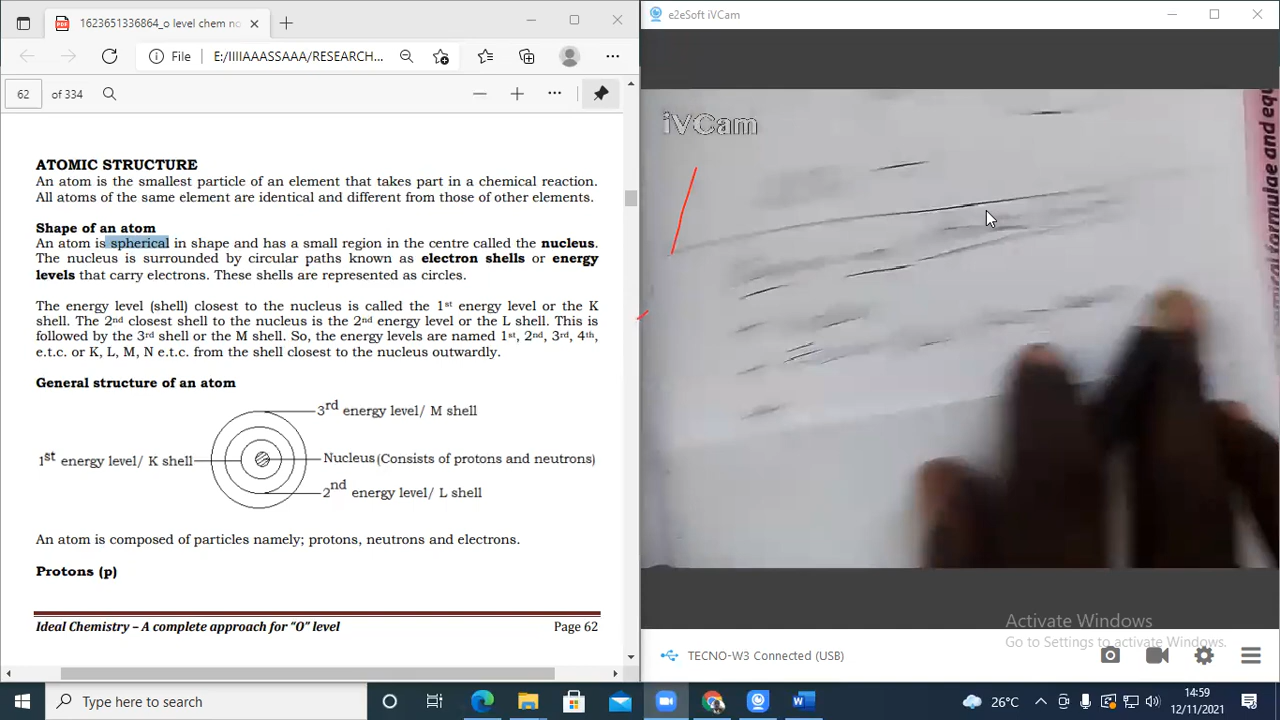 1623651336864_o level chem no
File
E:/IIIIAAASSAAA/RESEARCH...
62
of 334
ATOMIC STRUCTURE
An atom is the smallest particle of an element that takes part in a chemical reaction.
All atoms of the same element are identical and different from those of other elements.
Shape of an atom
An atom is spherical in shape and has a small region in the centre called the nucleus.
The nucleus is surrounded by circular paths known as electron shells or energy
levels that carry electrons. These shells are represented as circles.
The energy level (shell) closest to the nucleus is called the 1st energy level or the K
shell. The 2nd closest shell to the nucleus is the 2nd energy level or the L shell. This is
followed by the 3rd shell or the M shell. So, the energy levels are named 1st, 2nd, 3rd, 4th,
e.t.c. or K, L, M, N e.t.c. from the shell closest to the nucleus outwardly.
General structure of an atom
3rd energy level/ M shell
1st energy level/ K shell
Nucleus (Consists of protons and neutrons)
2nd energy level/ L shell
An atom is composed of particles namely; protons, neutrons and electrons.
Protons (p)
Ideal Chemistry – A complete approach for "O" level
Page 62
e2eSoft iVCam
iVCam
formulae and equ
Activate Windows
Go to Settings to activate Windows.
TECNO-W3 Connected (USB)
Type here to search
26°C
14:59
12/11/2021